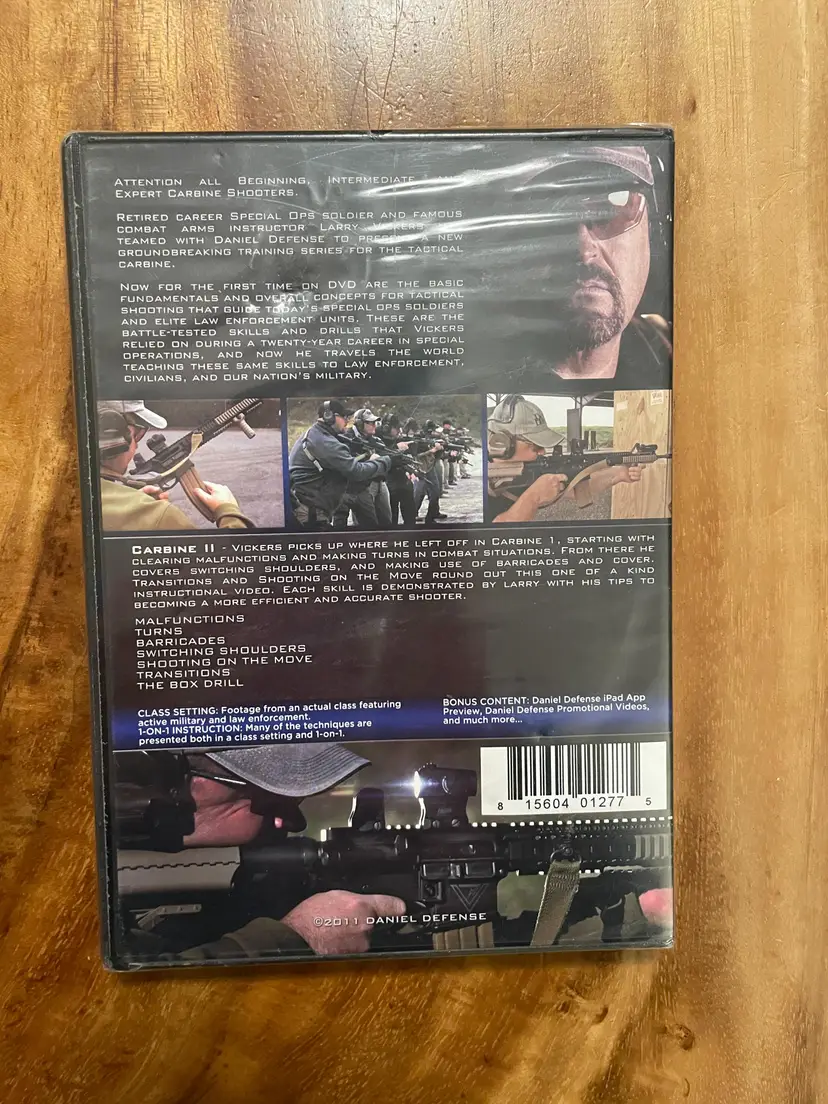 ATTENTION ALL BEGINNING, INTERMEDIATE AND
EXPERT CARBINE SHOOTERS.
RETIRED CAREER SPECIAL OPS SOLDIER AND FAMOUS
COMBAT ARMS INSTRUCTOR LARRY VICKERS
TEAMED WITH DANIEL DEFENSE TO PRESENT A NEW
GROUNDBREAKING TRAINING SERIES FOR THE TACTICAL
CARBINE.
NOW FOR THE FIRST TIME ON DVD ARE THE BASIC
FUNDAMENTALS AND OVERALL CONCEPTS FOR TACTICAL
SHOOTING THAT GUIDE TODAY'S SPECIAL OPS SOLDIERS
AND ELITE LAW ENFORCEMENT UNITS. THESE ARE THE
BATTLE-TESTED SKILLS AND DRILLS THAT VICKERS
RELIED ON DURING A TWENTY-YEAR CAREER IN SPECIAL
OPERATIONS, AND NOW HE TRAVELS THE WORLD
TEACHING THESE SAME SKILLS TO LAW ENFORCEMENT,
CIVILIANS, AND OUR NATION'S MILITARY.
CARBINE II - VICKERS PICKS UP WHERE HE LEFT OFF IN CARBINE 1, STARTING WITH
CLEARING MALFUNCTIONS AND MAKING TURNS IN COMBAT SITUATIONS. FROM THERE HE
COVERS SWITCHING SHOULDERS, AND MAKING USE OF BARRICADES AND COVER.
TRANSITIONS AND SHOOTING ON THE MOVE ROUND OUT THIS ONE OF A KIND
INSTRUCTIONAL VIDEO. EACH SKILL IS DEMONSTRATED BY LARRY WITH HIS TIPS TO
BECOMING A MORE EFFICIENT AND ACCURATE SHOOTER.
MALFUNCTIONS
TURNS
BARRICADES
SWITCHING SHOULDERS
SHOOTING ON THE MOVE
TRANSITIONS
THE BOX DRILL
CLASS SETTING: Footage from an actual class featuring
active military and law enforcement.
1-ON-1 INSTRUCTION: Many of the techniques are
presented both in a class setting and 1-on-1.
BONUS CONTENT: Daniel Defense iPad App
Preview, Daniel Defense Promotional Videos,
and much more...
8 15604 01277 5
©2011 DANIEL DEFENSE